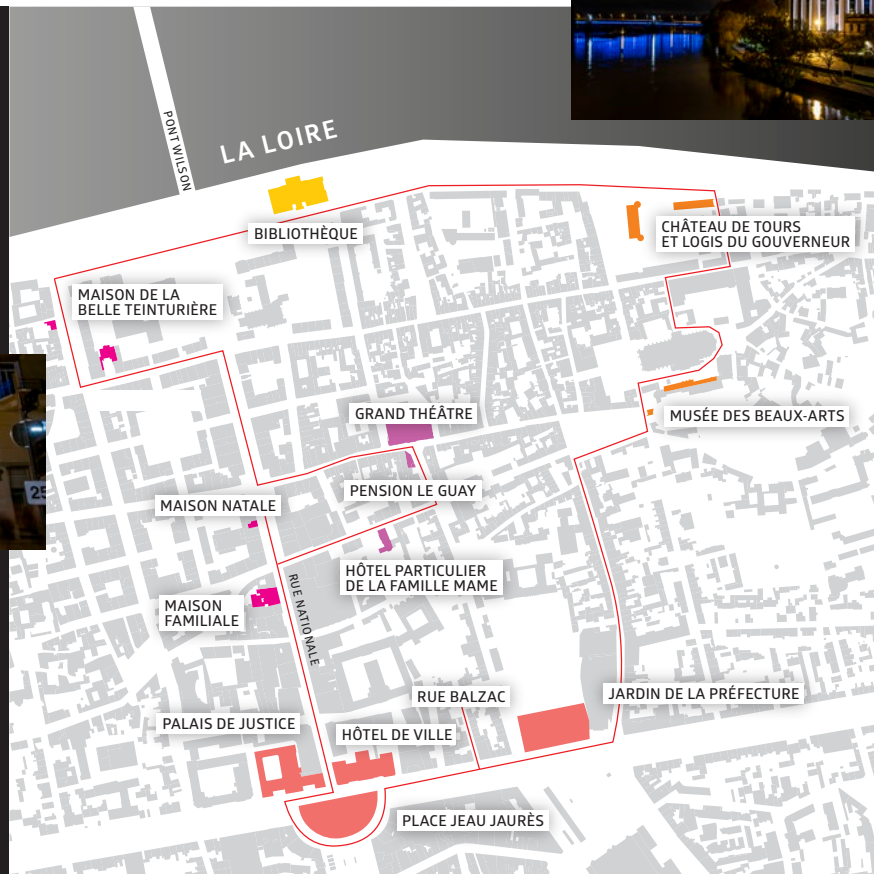 PONT WILSON
LA LOIRE
BIBLIOTHÈQUE
CHÂTEAU DE TOURS
ET LOGIS DU GOUVERNEUR
MAISON DE LA
BELLE TEINTURIÈRE
GRAND THÉÂTRE
MUSÉE DES BEAUX-ARTS
25
PENSION LE GUAY
MAISON NATALE
HÔTEL PARTICULIER
DE LA FAMILLE MAME
RUE NATIONALE
MAISON
FAMILIALE
RUE BALZAC
JARDIN DE LA PRÉFECTURE
PALAIS DE JUSTICE
HÔTEL DE VILLE
PLACE JEAU JAURÈS